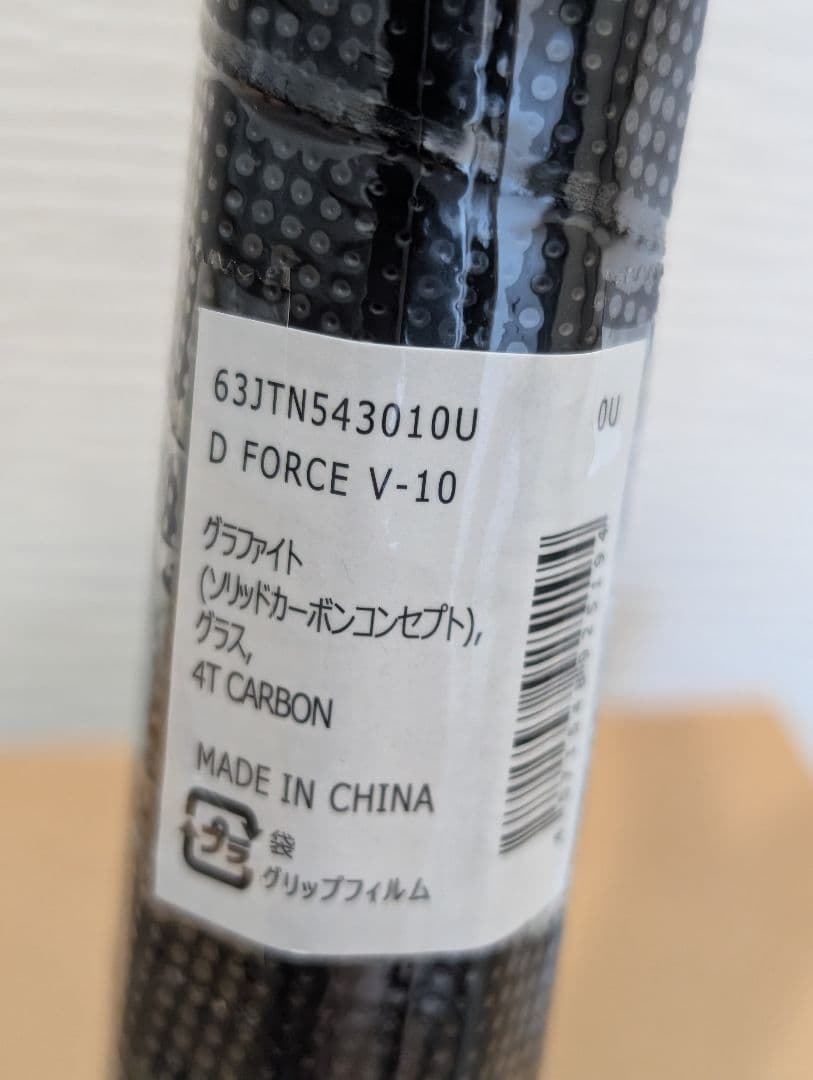 63JTN543010U
0U
D FORCE V-10
グラファイト
(ソリッドカーボンコンセプト),
グラス,
4T CARBON
MADE IN CHINA
プラ
袋
グリップフィルム